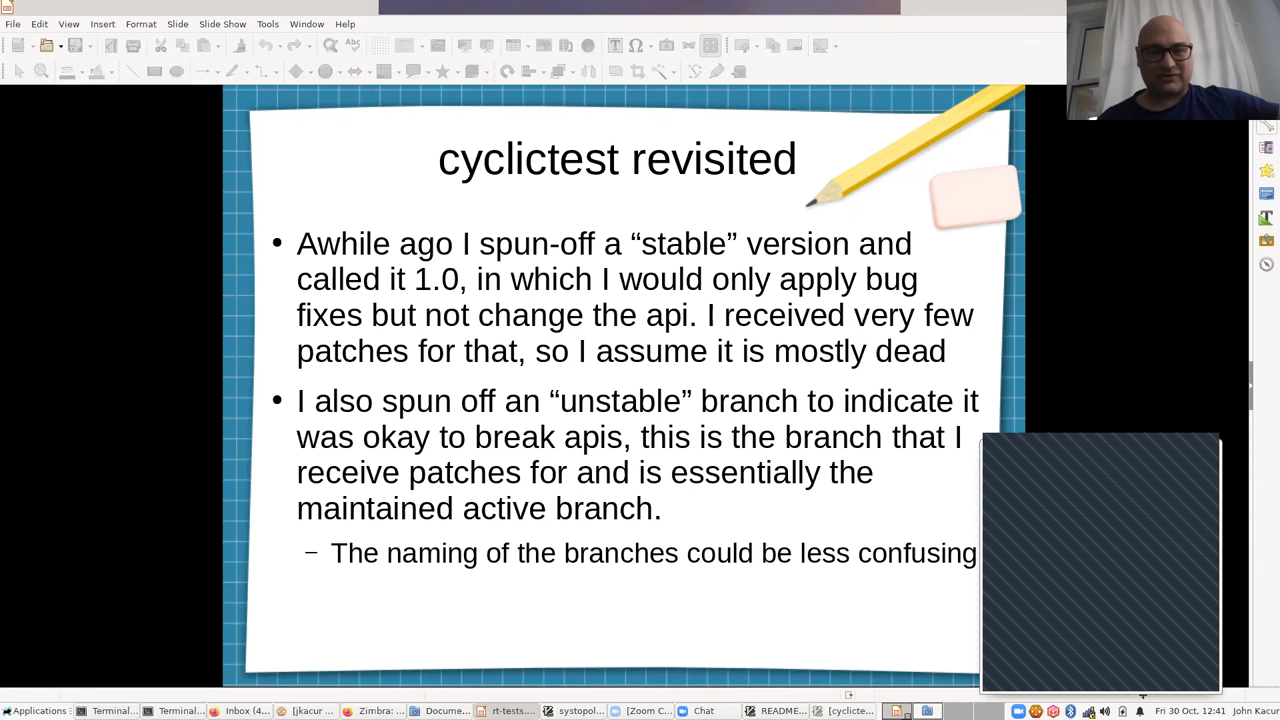 File Edit View Insert Format Slide Slide Show Tools Window Help
Abc
cyclictest revisited
• Awhile ago I spun-off a “stable” version and
called it 1.0, in which I would only apply bug
fixes but not change the api. I received very few
patches for that, so I assume it is mostly dead
• I also spun off an “unstable” branch to indicate it
was okay to break apis, this is the branch that I
receive patches for and is essentially the
maintained active branch.
– The naming of the branches could be less confusing
Applications Terminal... Terminal... Inbox (4... [jkacur ... Zimbra: ... Docume... rt-tests.... systopol... [Zoom C... Chat README... [cyclicte... Fri 30 Oct, 12:41 John Kacur